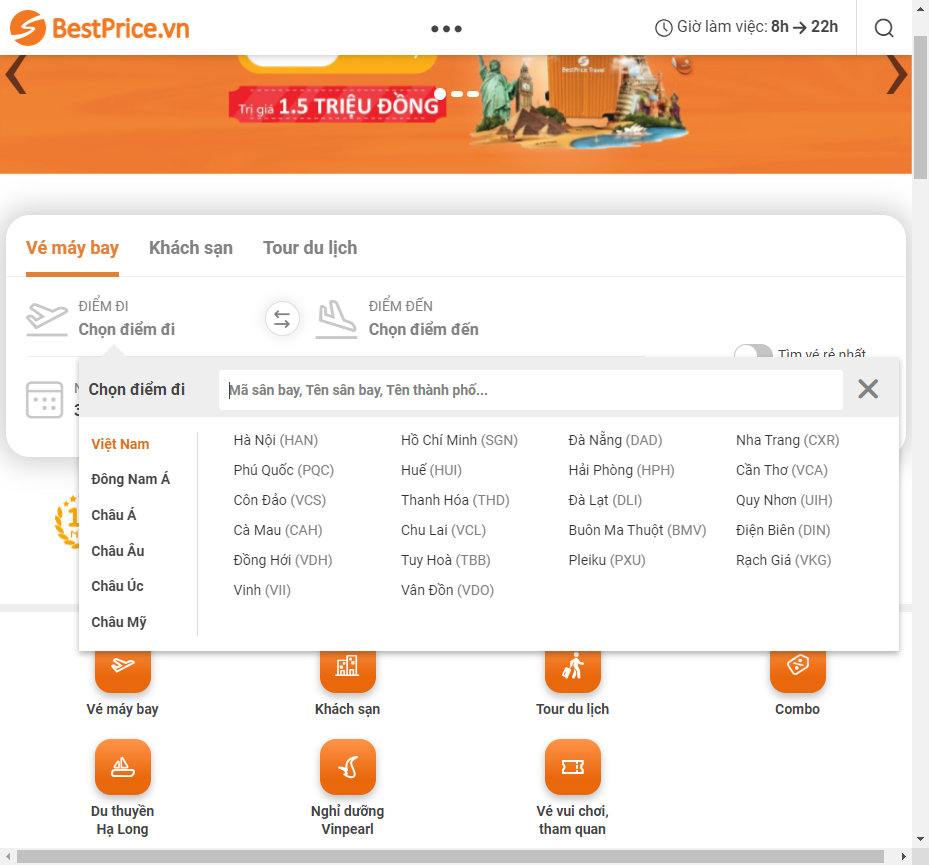 BestPrice.vn
Giờ làm việc: 8h → 22h
BestPrice Travel
Trị giá 1.5 TRIỆU ĐỒNG
Vé máy bay Khách sạn Tour du lịch
ĐIỂM ĐI
Chọn điểm đi
ĐIỂM ĐẾN
Chọn điểm đến
Tìm vé rẻ nhất
Chọn điểm đi
Mã sân bay, Tên sân bay, Tên thành phố...
Việt Nam
Đông Nam Á
Châu Á
Châu Âu
Châu Úc
Châu Mỹ
Hà Nội (HAN) Hồ Chí Minh (SGN) Đà Nẵng (DAD) Nha Trang (CXR)
Phú Quốc (PQC) Huế (HUI) Hải Phòng (HPH) Cần Thơ (VCA)
Côn Đảo (VCS) Thanh Hóa (THD) Đà Lạt (DLI) Quy Nhơn (UIH)
Cà Mau (CAH) Chu Lai (VCL) Buôn Ma Thuột (BMV) Điện Biên (DIN)
Đồng Hới (VDH) Tuy Hoà (TBB) Pleiku (PXU) Rạch Giá (VKG)
Vinh (VII) Vân Đồn (VDO)
Vé máy bay
Khách sạn
Tour du lịch
Combo
Du thuyền
Hạ Long
Nghỉ dưỡng
Vinpearl
Vé vui chơi,
tham quan